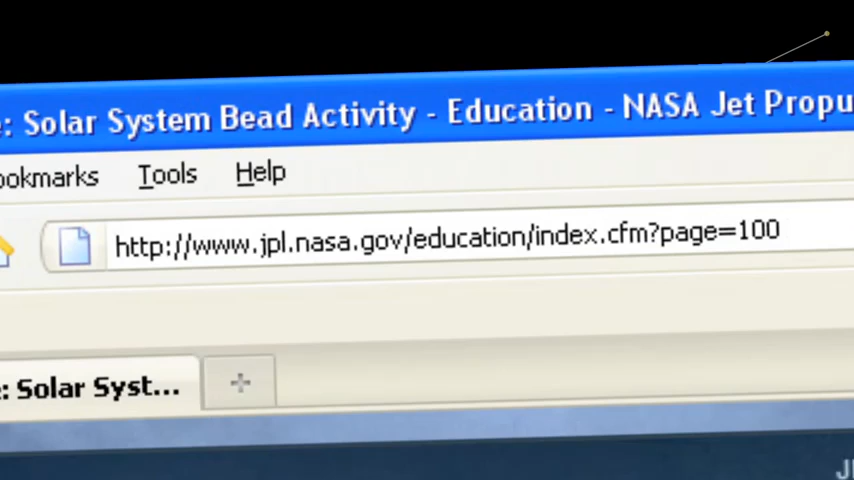 : Solar System Bead Activity - Education - NASA Jet Propu
ookmarks Tools Help
http://www.jpl.nasa.gov/education/index.cfm?page=100
: Solar Syst...